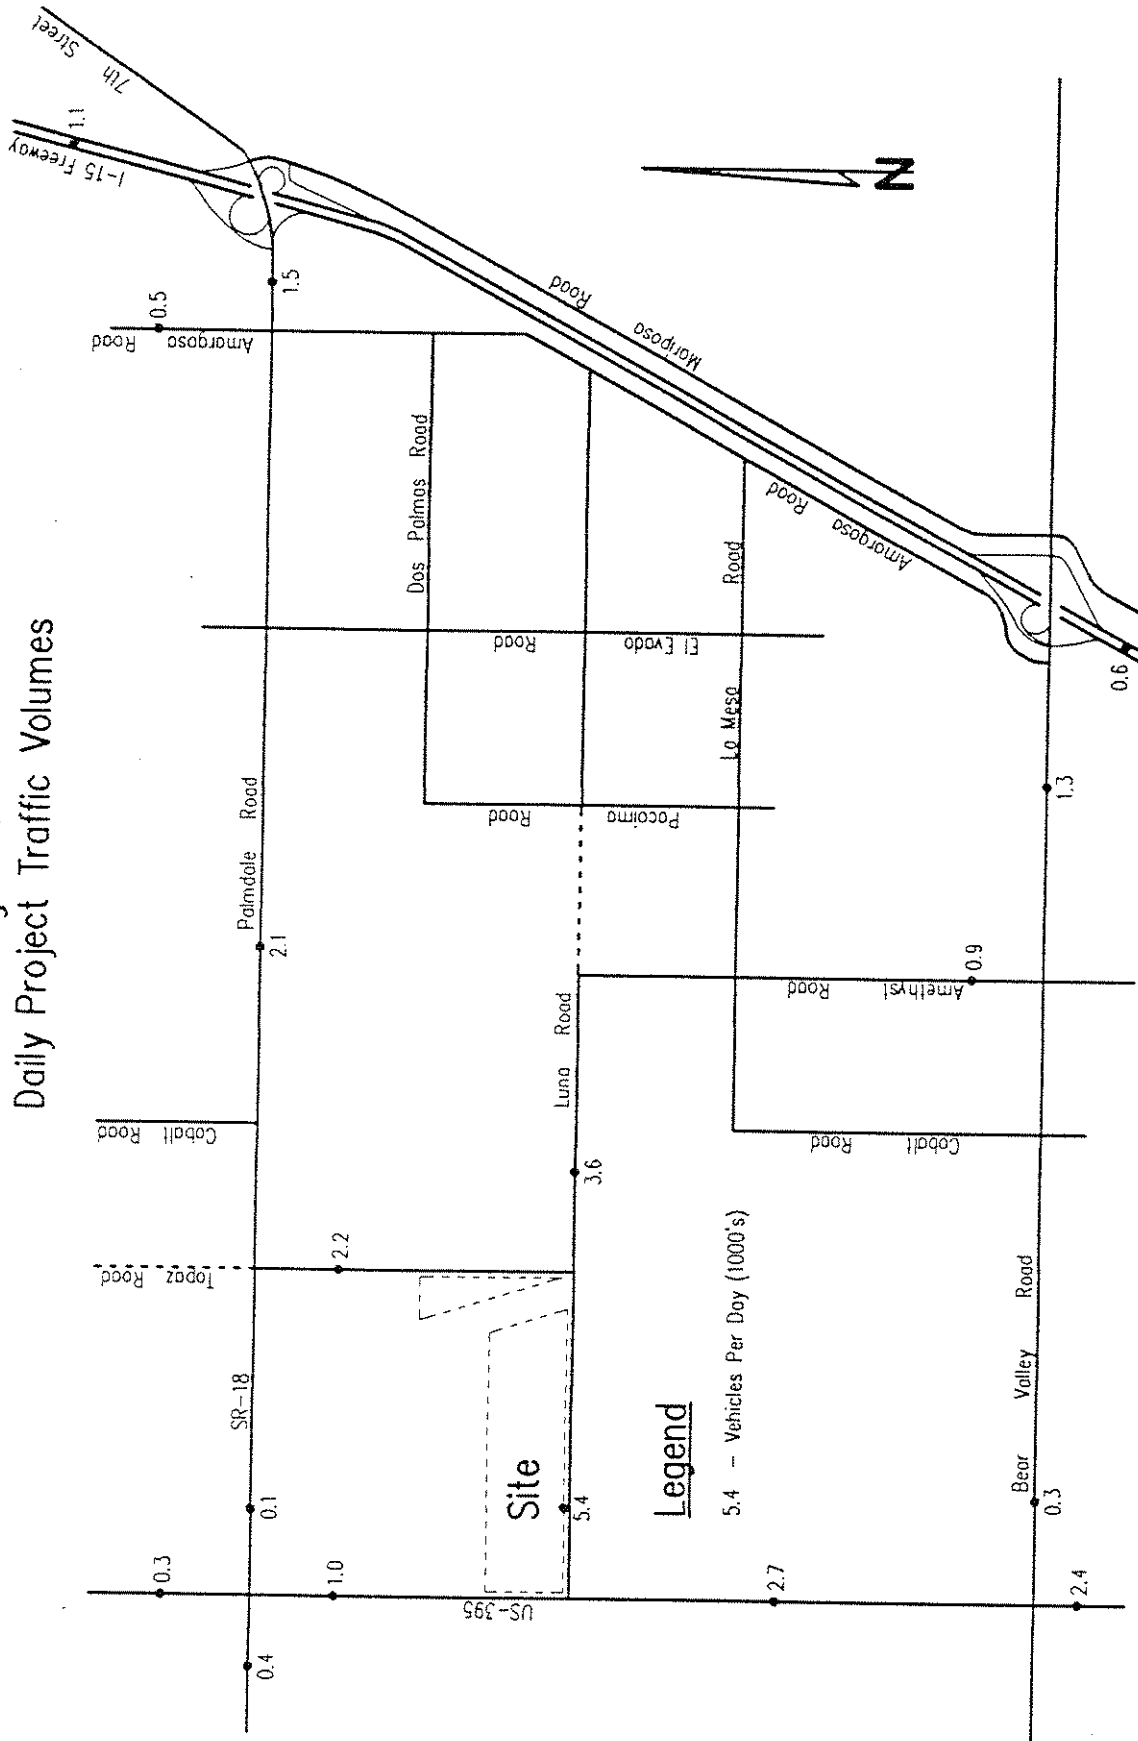 Daily Project Traffic Volumes
7th Street
I-15 Freeway
1.1
1.5
0.5
Amargosa Road
Mariposa Road
N
Dos Palmas Road
Palmdale Road
2.1
El Evado Road
La Mesa Road
Amargosa Road
0.6
Pacoima Road
1.3
Cobalt Road
Luna Road
Amethyst Road
0.9
3.6
Cobalt Road
Topaz Road
2.2
SR-18
0.1
Site
5.4
Legend
5.4 - Vehicles Per Day (1000's)
Bear Valley Road
0.3
0.3
1.0
US-395
2.7
2.4
0.4